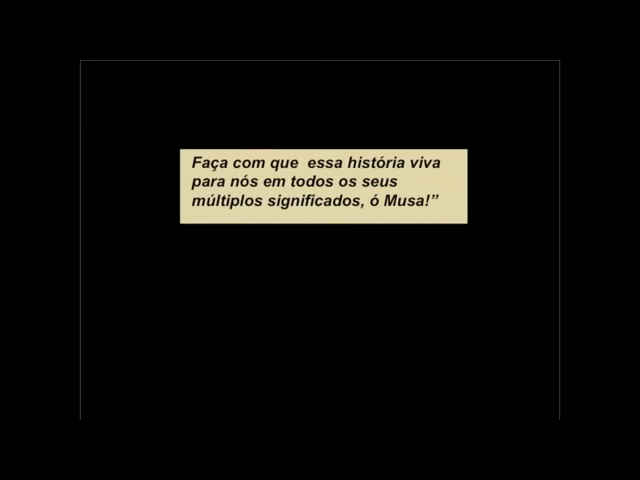 Faça com que  essa história viva
para nós em todos os seus
múltiplos significados, ó Musa!”